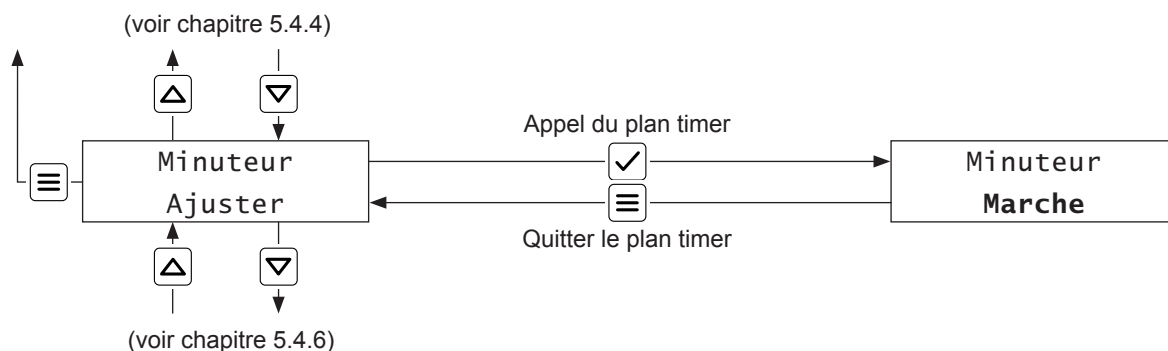 (voir chapitre 5.4.4)
Appel du plan timer
Minuteur
Ajuster
Minuteur
Marche
Quitter le plan timer
(voir chapitre 5.4.6)